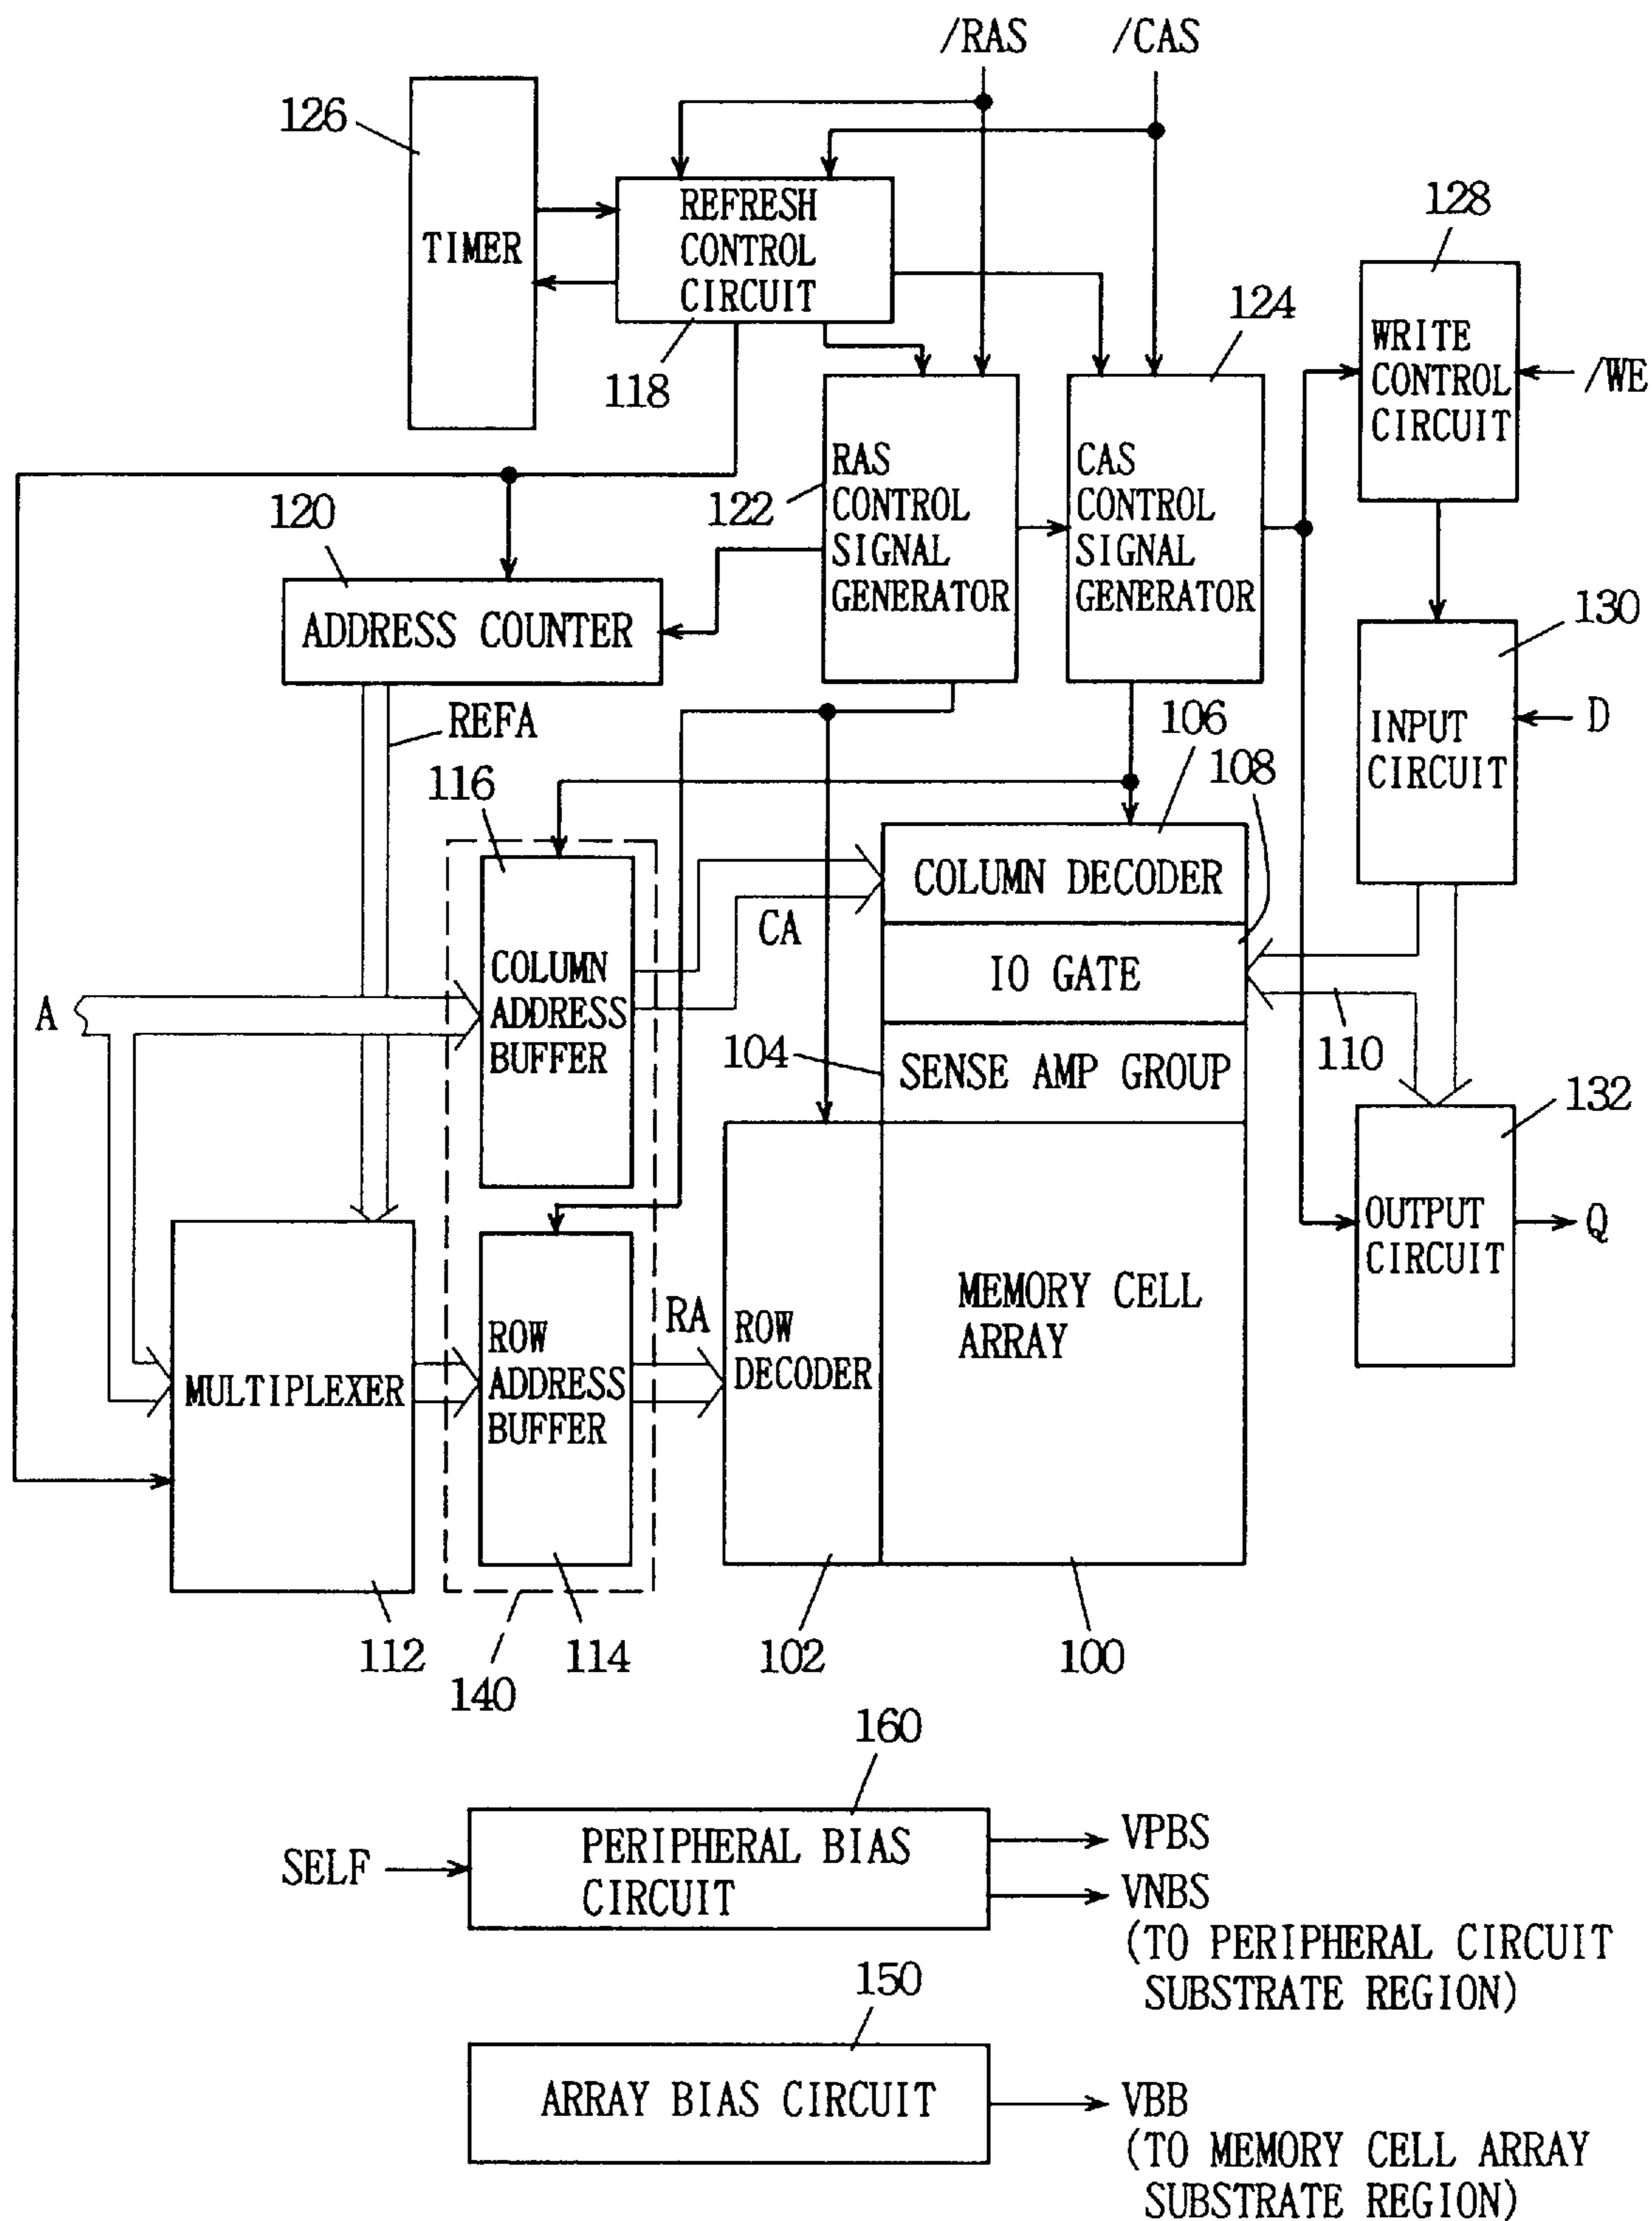 /RAS
/CAS
126
TIMER
REFRESH
CONTROL
CIRCUIT
118
128
WRITE
CONTROL
CIRCUIT
/WE
124
122
RAS
CONTROL
SIGNAL
GENERATOR
CAS
CONTROL
SIGNAL
GENERATOR
120
ADDRESS COUNTER
130
INPUT
CIRCUIT
D
REFA
116
106
108
COLUMN DECODER
CA
IO GATE
110
A
COLUMN
ADDRESS
BUFFER
104
SENSE AMP GROUP
132
OUTPUT
CIRCUIT
Q
MEMORY CELL
ARRAY
RA
ROW
DECODER
ROW
ADDRESS
BUFFER
MULTIPLEXER
112
140
114
102
100
160
SELF
PERIPHERAL BIAS
CIRCUIT
VPBS
VNBS
(TO PERIPHERAL CIRCUIT
SUBSTRATE REGION)
150
ARRAY BIAS CIRCUIT
VBB
(TO MEMORY CELL ARRAY
SUBSTRATE REGION)